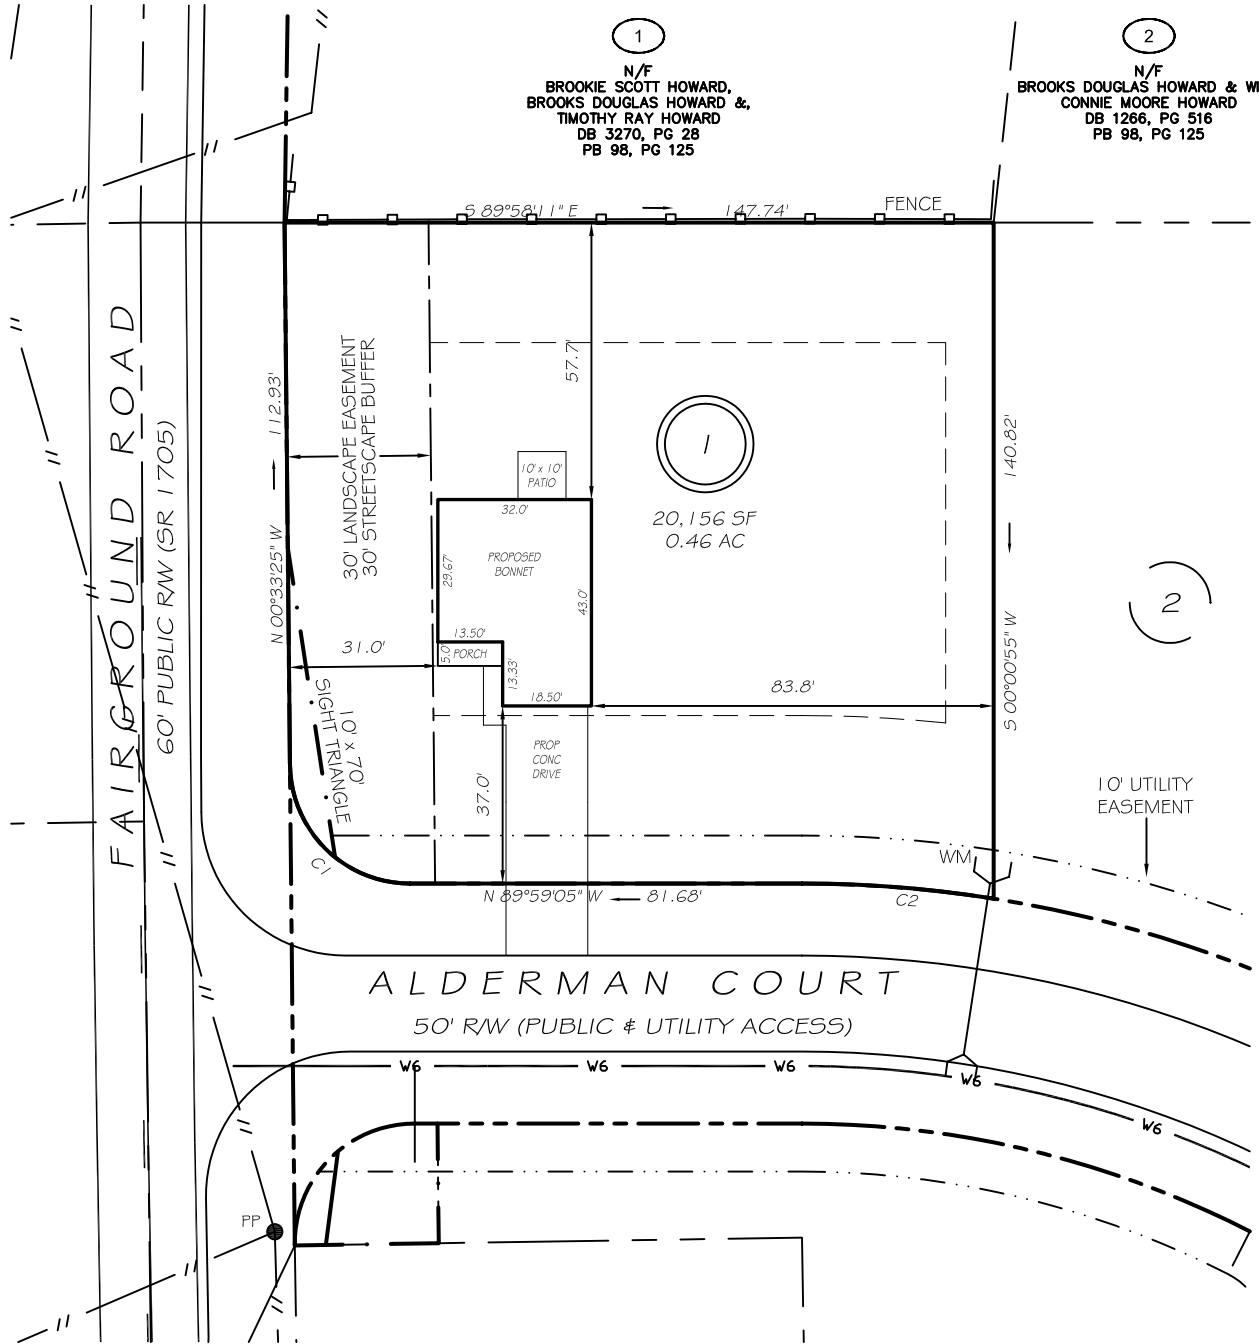 1
N/F
BROOKIE SCOTT HOWARD,
BROOKS DOUGLAS HOWARD &,
TIMOTHY RAY HOWARD
DB 3270, PG 28
PB 98, PG 125
2
N/F
BROOKS DOUGLAS HOWARD & WI
CONNIE MOORE HOWARD
DB 1266, PG 516
PB 98, PG 125
S 89°58'11" E 147.74'
FENCE
FAIRGROUND ROAD
60' PUBLIC R/W (SR 1705)
N 00°33'25" W 112.93'
30' LANDSCAPE EASEMENT
30' STREETSCAPE BUFFER
57.7'
1
20,156 SF
0.46 AC
140.82'
S 00°00'55" W
10' x 10'
PATIO
32.0'
PROPOSED
BONNET
29.67'
43.0'
13.50'
5.0'
PORCH
13.33'
18.50'
31.0'
83.8'
2
10' x 70'
SIGHT TRIANGLE
PROP
CONC
DRIVE
37.0'
10' UTILITY
EASEMENT
WM
C1
N 89°59'05" W 81.68'
C2
ALDERMAN COURT
50' R/W (PUBLIC & UTILITY ACCESS)
W6
W6
W6
W6
W6
PP